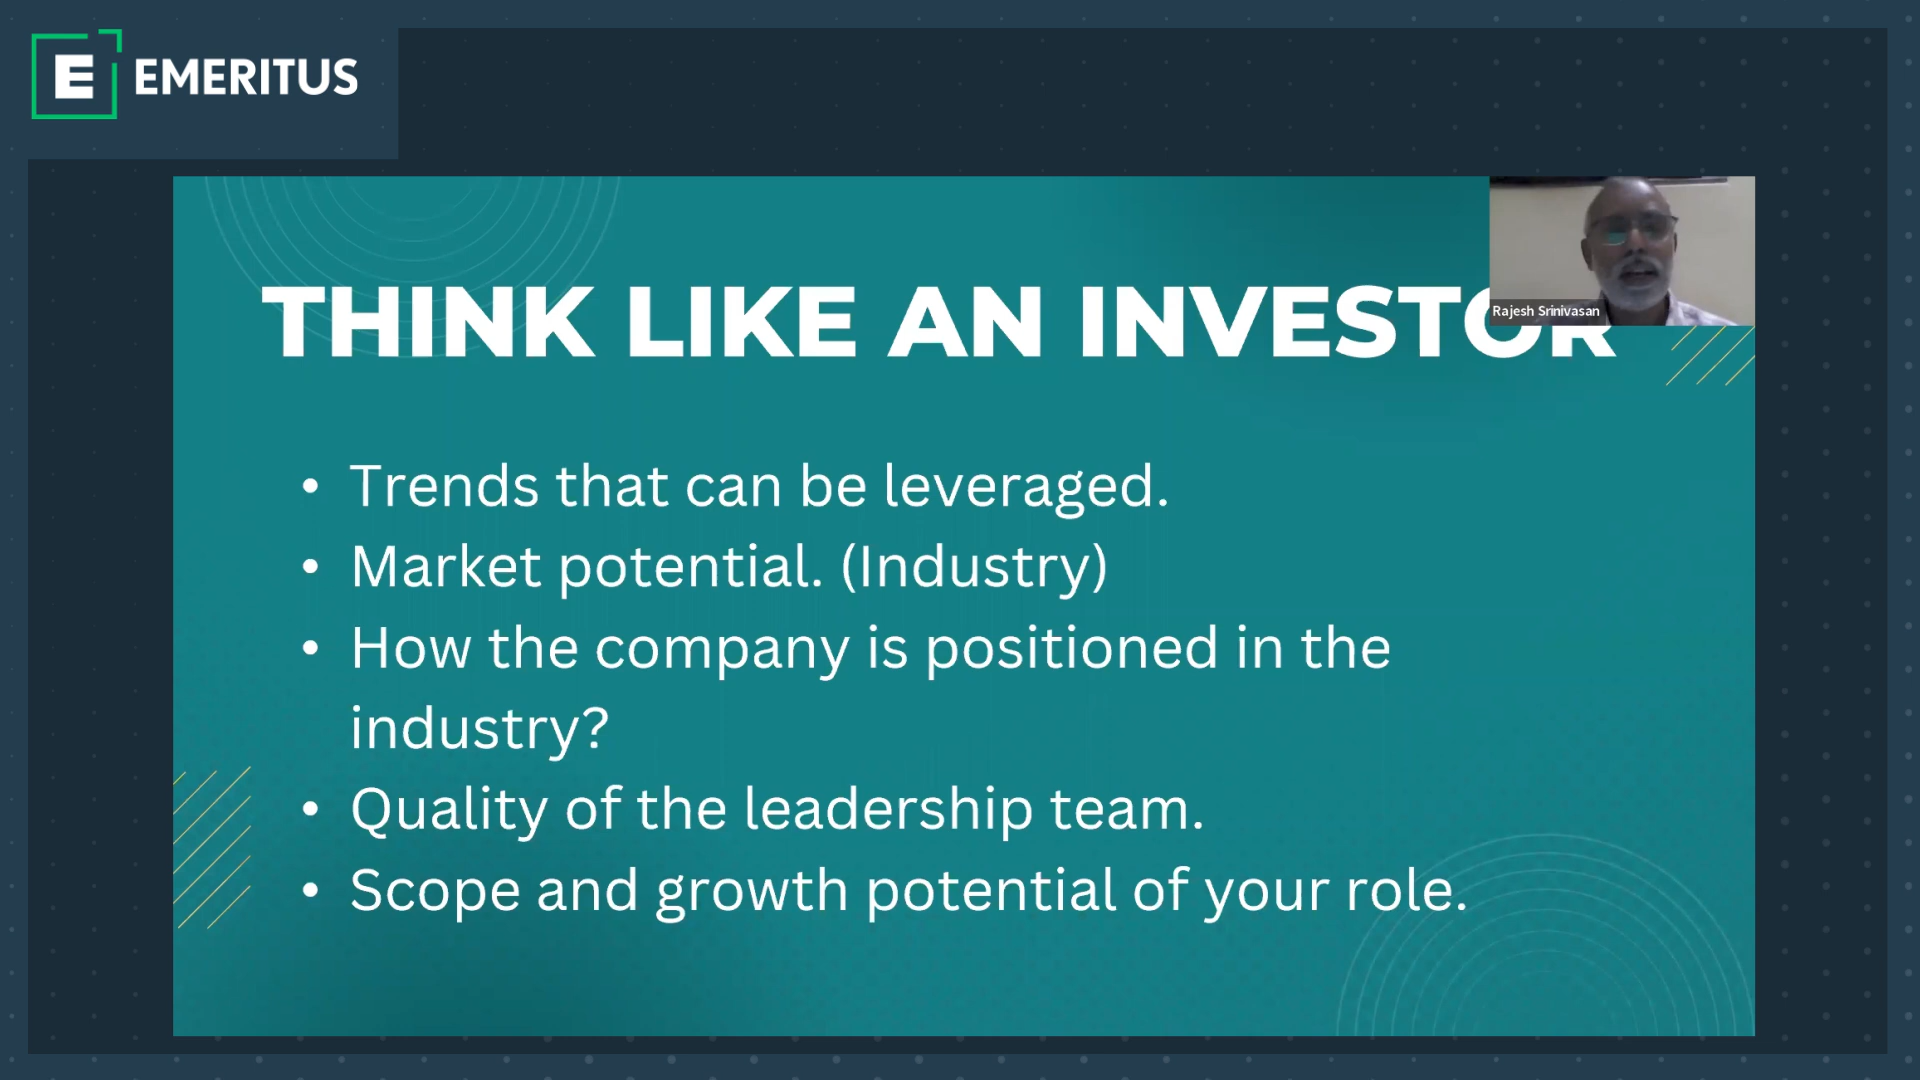 E EMERITUS
Rajesh Srinivasan
THINK LIKE AN INVESTOR
• Trends that can be leveraged.
• Market potential. (Industry)
• How the company is positioned in the
industry?
• Quality of the leadership team.
• Scope and growth potential of your role.